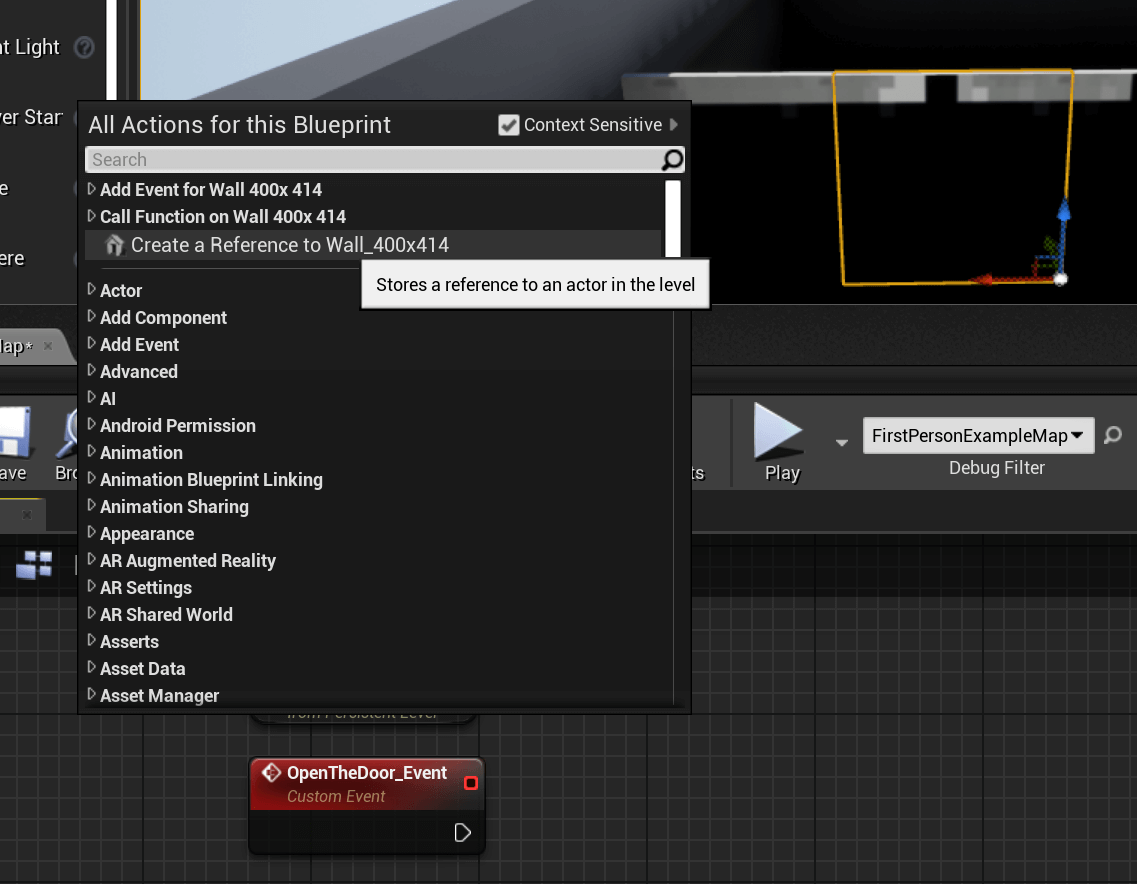 nt Light
All Actions for this Blueprint
Context Sensitive
Search
Add Event for Wall 400x 414
Call Function on Wall 400x 414
Create a Reference to Wall_400x414
Stores a reference to an actor in the level
Actor
Add Component
Add Event
Advanced
AI
Android Permission
Animation
Animation Blueprint Linking
Animation Sharing
Appearance
AR Augmented Reality
AR Settings
AR Shared World
Asserts
Asset Data
Asset Manager
ver Star
e
ere
Map*
ave
Bro
ts
Play
FirstPersonExampleMap
Debug Filter
from Persistent Level
OpenTheDoor_Event
Custom Event